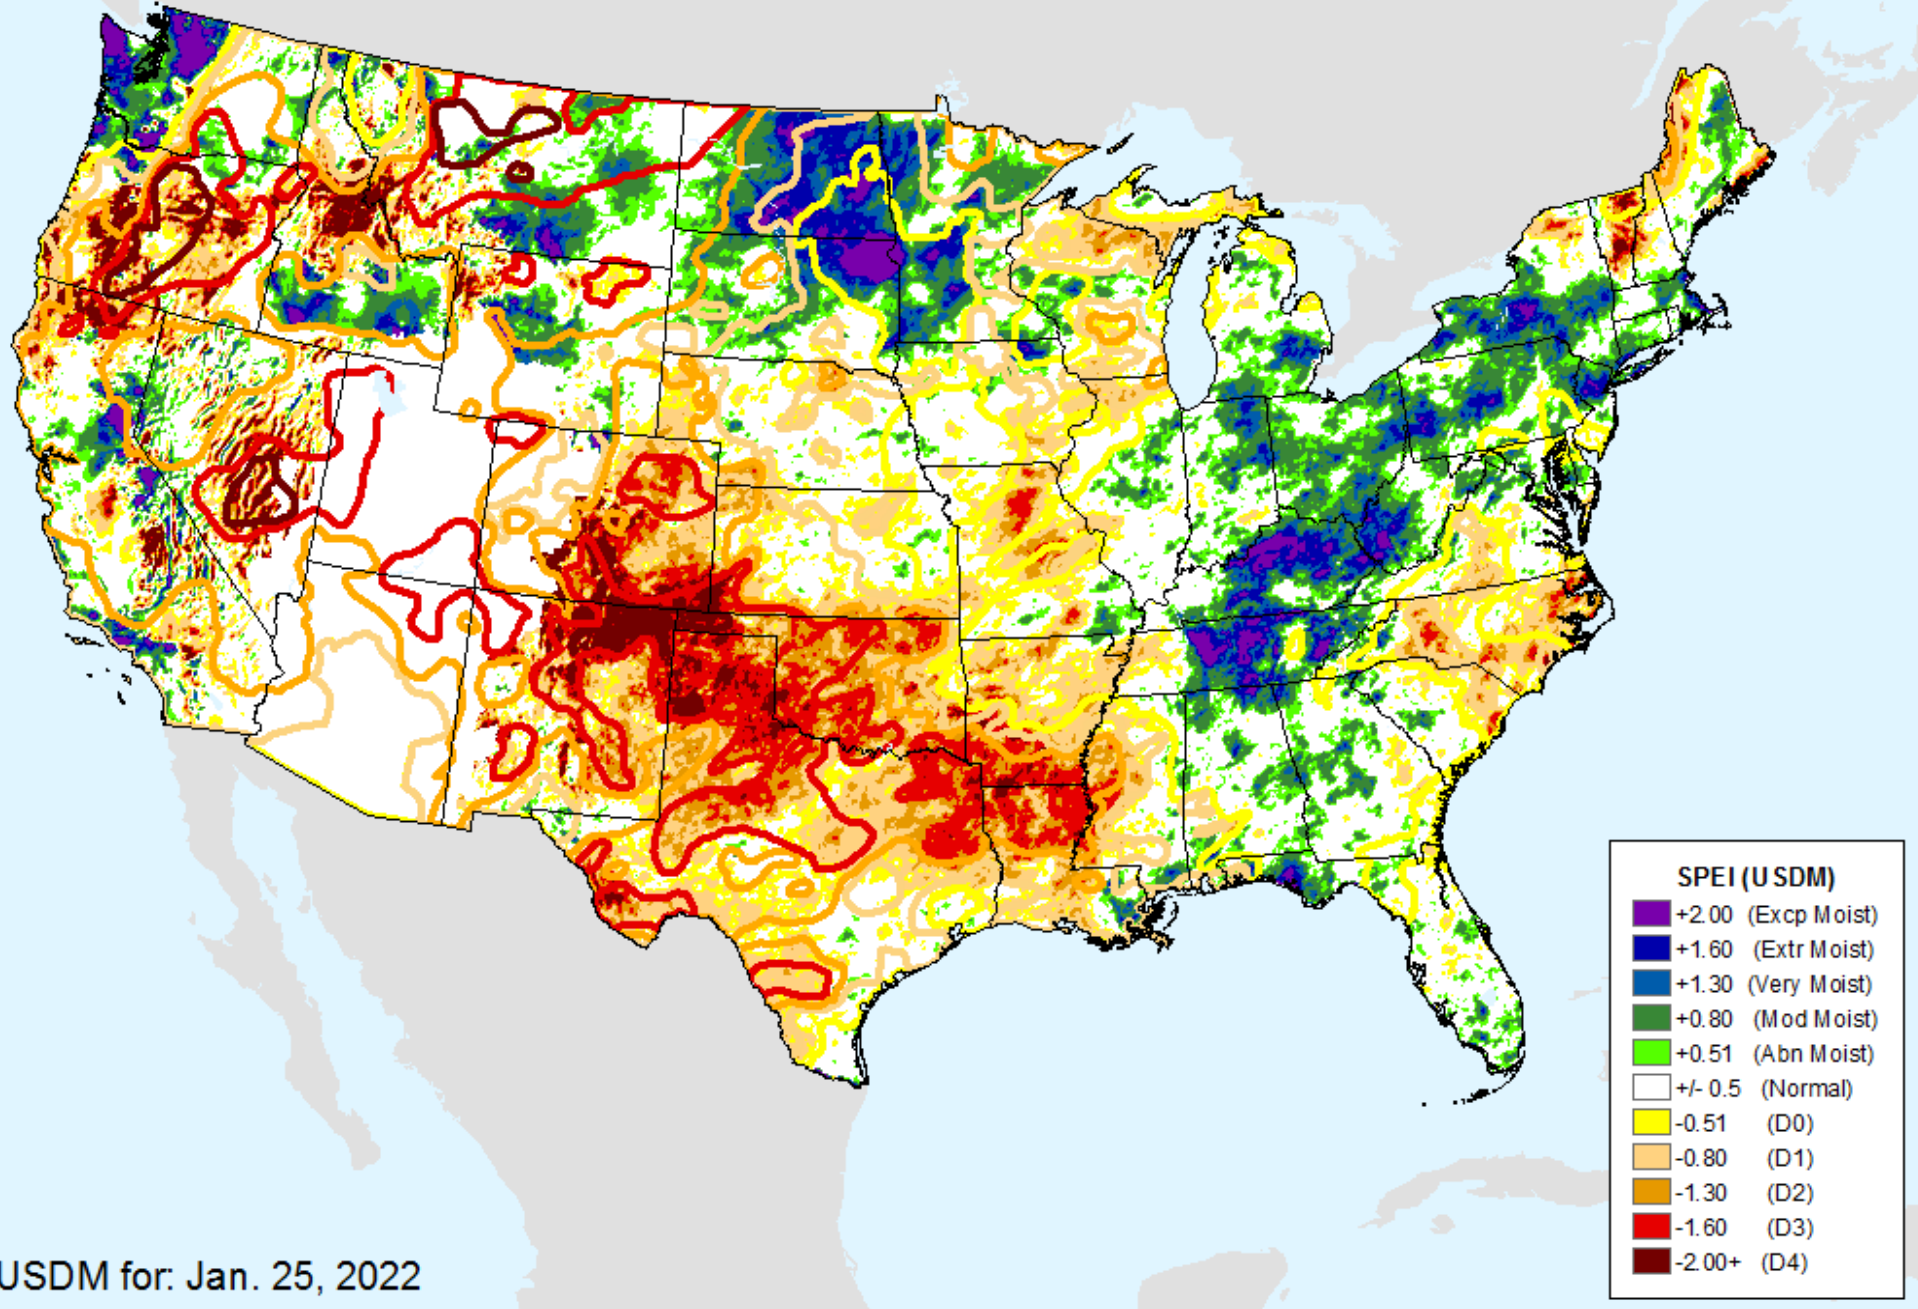 SPEI (USDM)
+2.00 (Excp Moist)
+1.60 (Extr Moist)
+1.30 (Very Moist)
+0.80 (Mod Moist)
+0.51 (Abn Moist)
+/- 0.5 (Normal)
-0.51 (D0)
-0.80 (D1)
-1.30 (D2)
-1.60 (D3)
-2.00+ (D4)
USDM for: Jan. 25, 2022